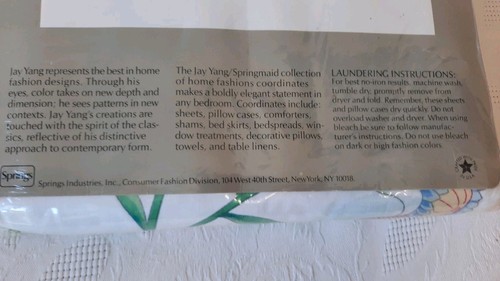 Jay Yang represents the best in home
fashion designs. Through his
eyes, color takes on new depth and
dimension; he sees patterns in new
contexts. Jay Yang's creations are
touched with the spirit of the clas-
sics, reflective of his distinctive
approach to contemporary form.
The Jay Yang/Springmaid collection
of home fashions coordinates
makes a boldly elegant statement in
any bedroom. Coordinates include:
sheets, pillow cases, comforters,
shams, bed skirts, bedspreads, win-
dow treatments, decorative pillows,
towels, and table linens.
LAUNDERING INSTRUCTIONS:
For best no-iron results, machine wash,
tumble dry, promptly remove from
dryer and fold. Remember, these sheets
and pillow cases dry quickly. Do not
overload washer and dryer. When using
bleach be sure to follow manufac-
turer's instructions. Do not use bleach
on dark or high fashion colors.
Springs
Springs Industries, Inc., Consumer Fashion Division, 104 West 40th Street, New York, NY 10018.